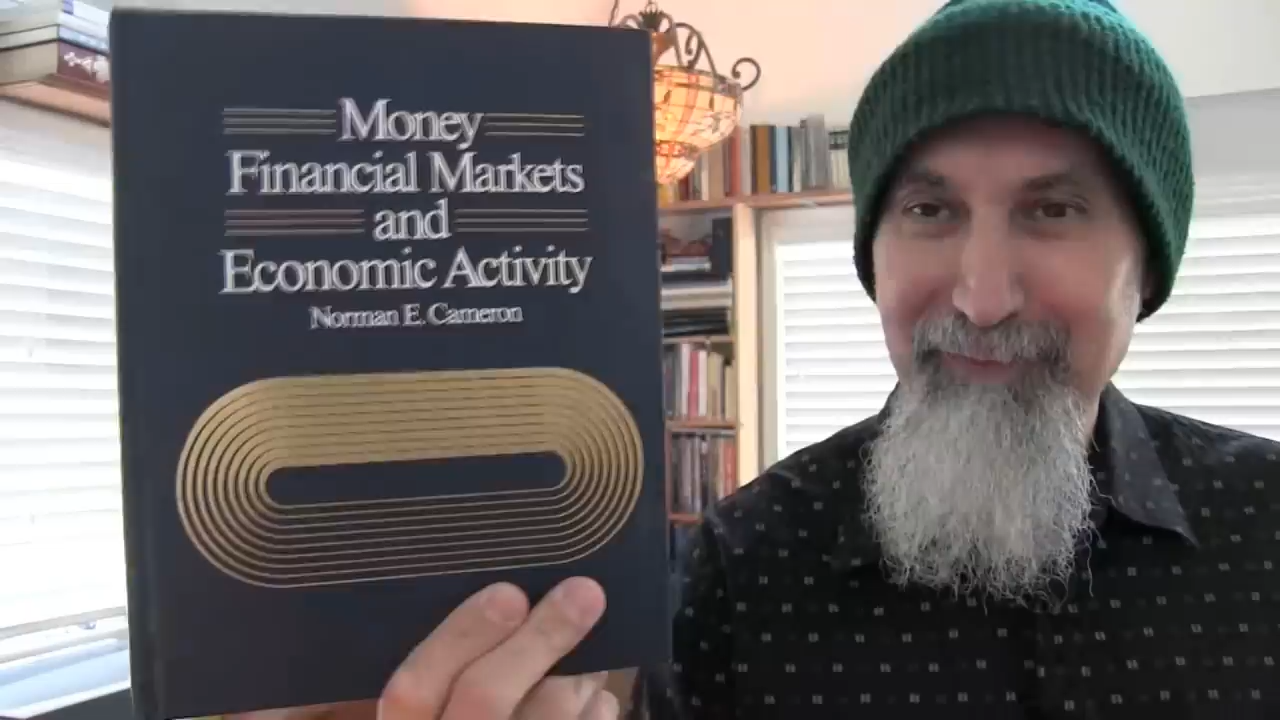 Money
Financial Markets
and
Economic Activity
Norman E. Cameron